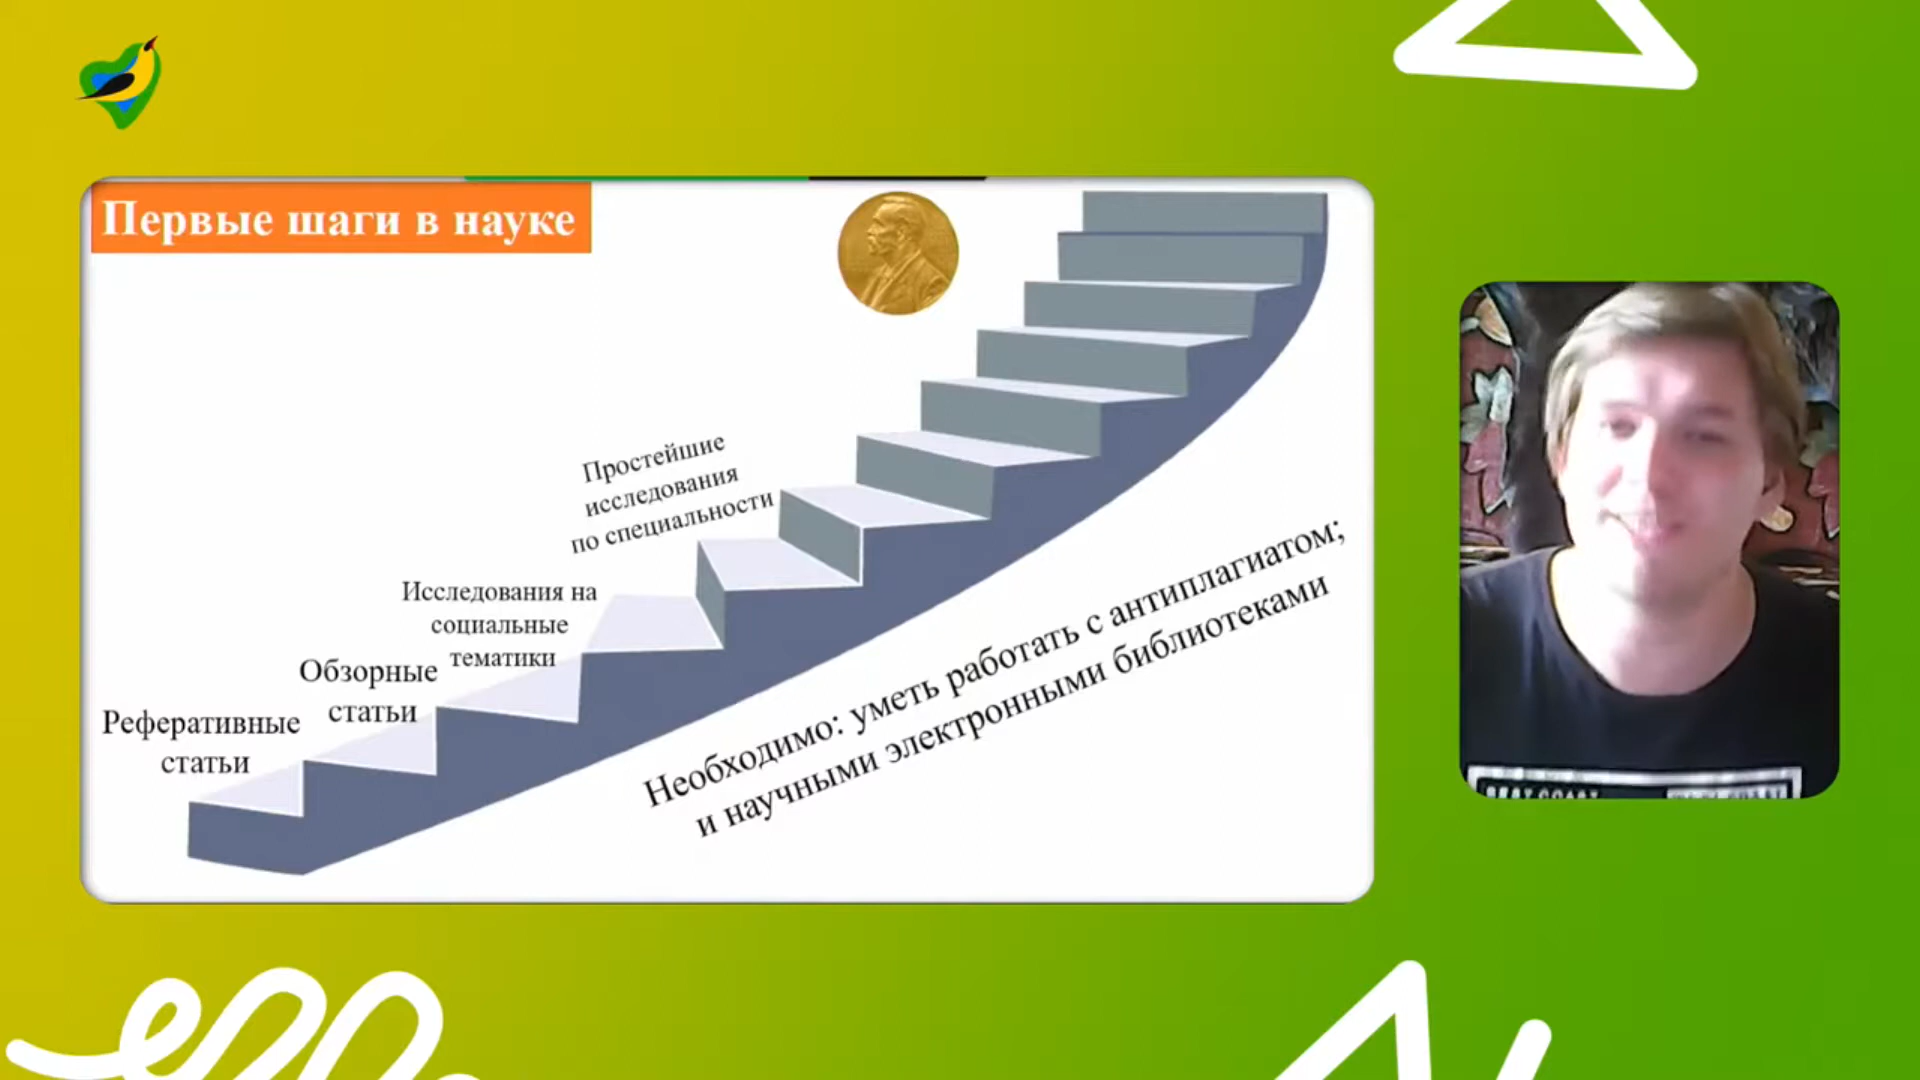 Первые шаги в науке
Простейшие
исследования
по специальности
Исследования на
социальные
тематики
Обзорные
статьи
Реферативные
статьи
Необходимо: уметь работать с антиплагиатом;
и научными электронными библиотеками